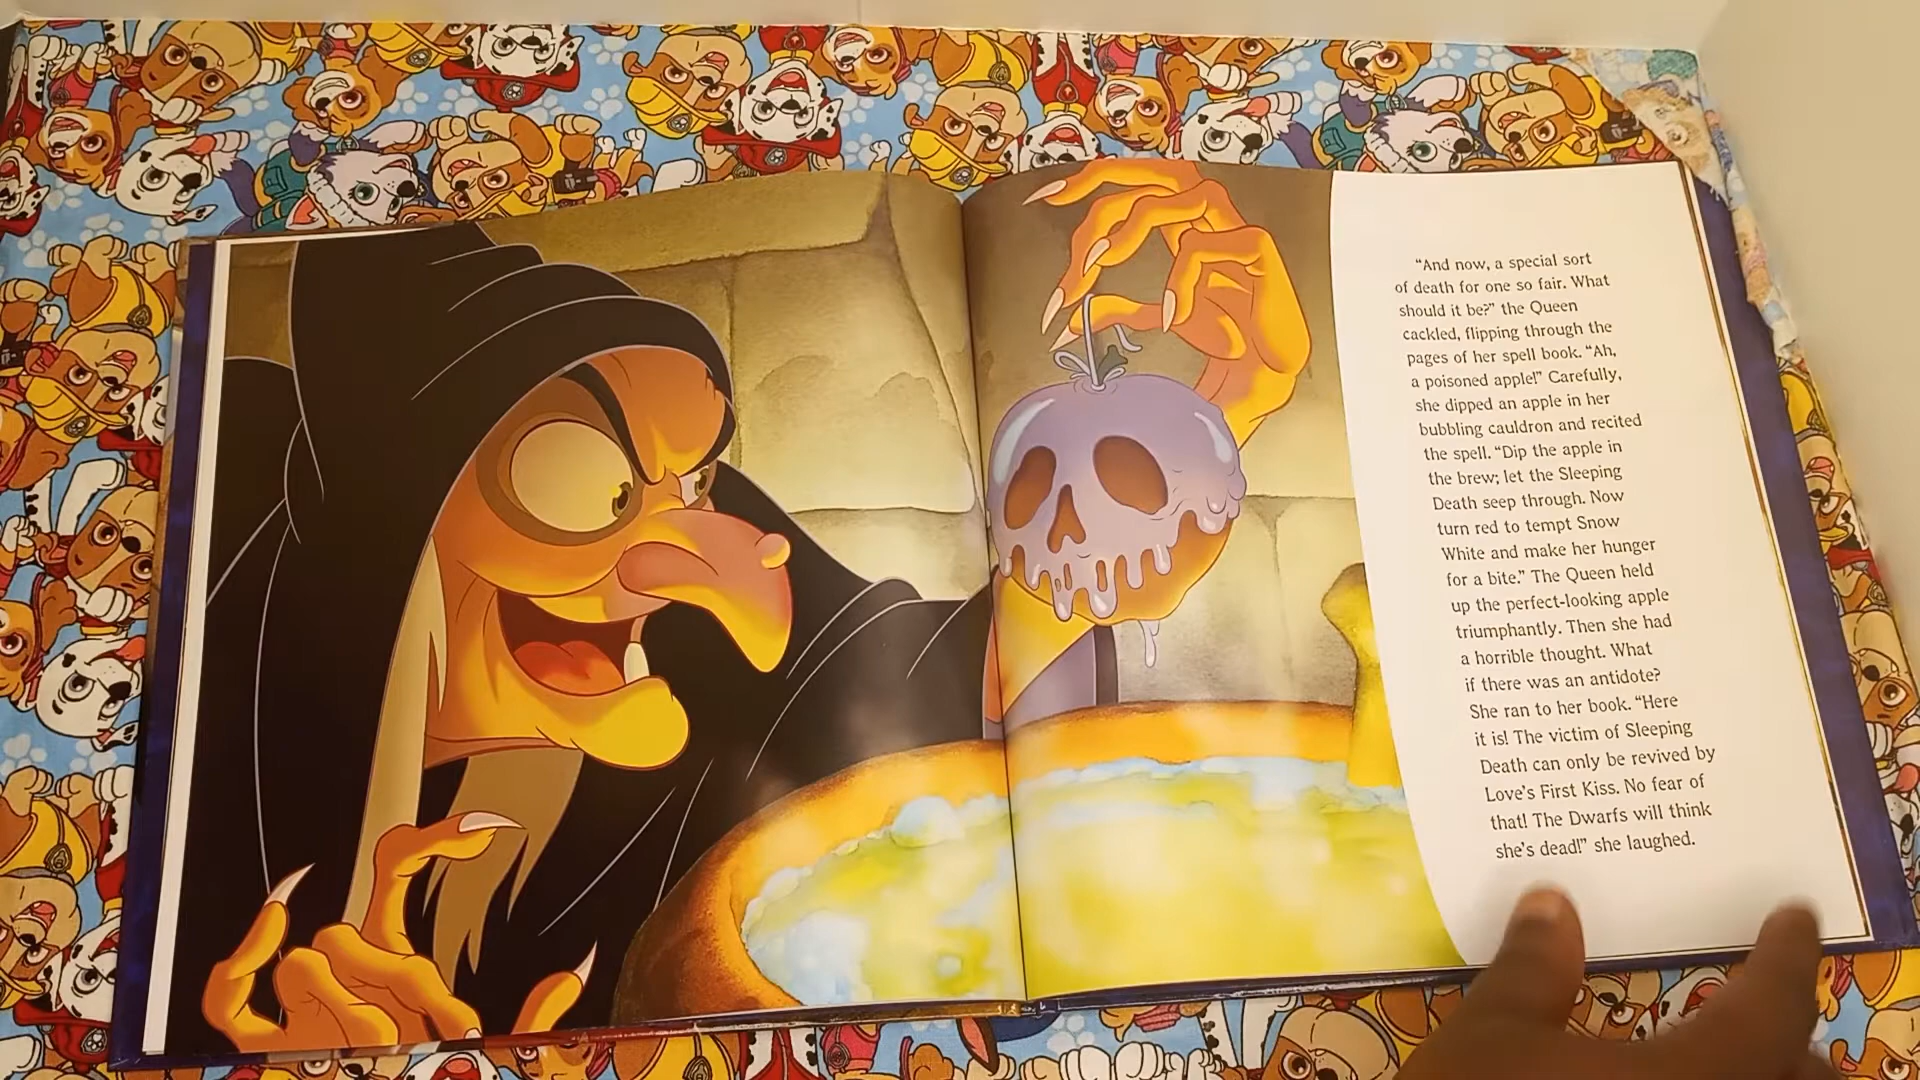 “And now, a special sort
of death for one so fair. What
should it be?” the Queen
cackled, flipping through the
pages of her spell book. “Ah,
a poisoned apple!” Carefully,
she dipped an apple in her
bubbling cauldron and recited
the spell. “Dip the apple in
the brew; let the Sleeping
Death seep through. Now
turn red to tempt Snow
White and make her hunger
for a bite.” The Queen held
up the perfect-looking apple
triumphantly. Then she had
a horrible thought. What
if there was an antidote?
She ran to her book. “Here
it is! The victim of Sleeping
Death can only be revived by
Love’s First Kiss. No fear of
that! The Dwarfs will think
she’s dead!” she laughed.